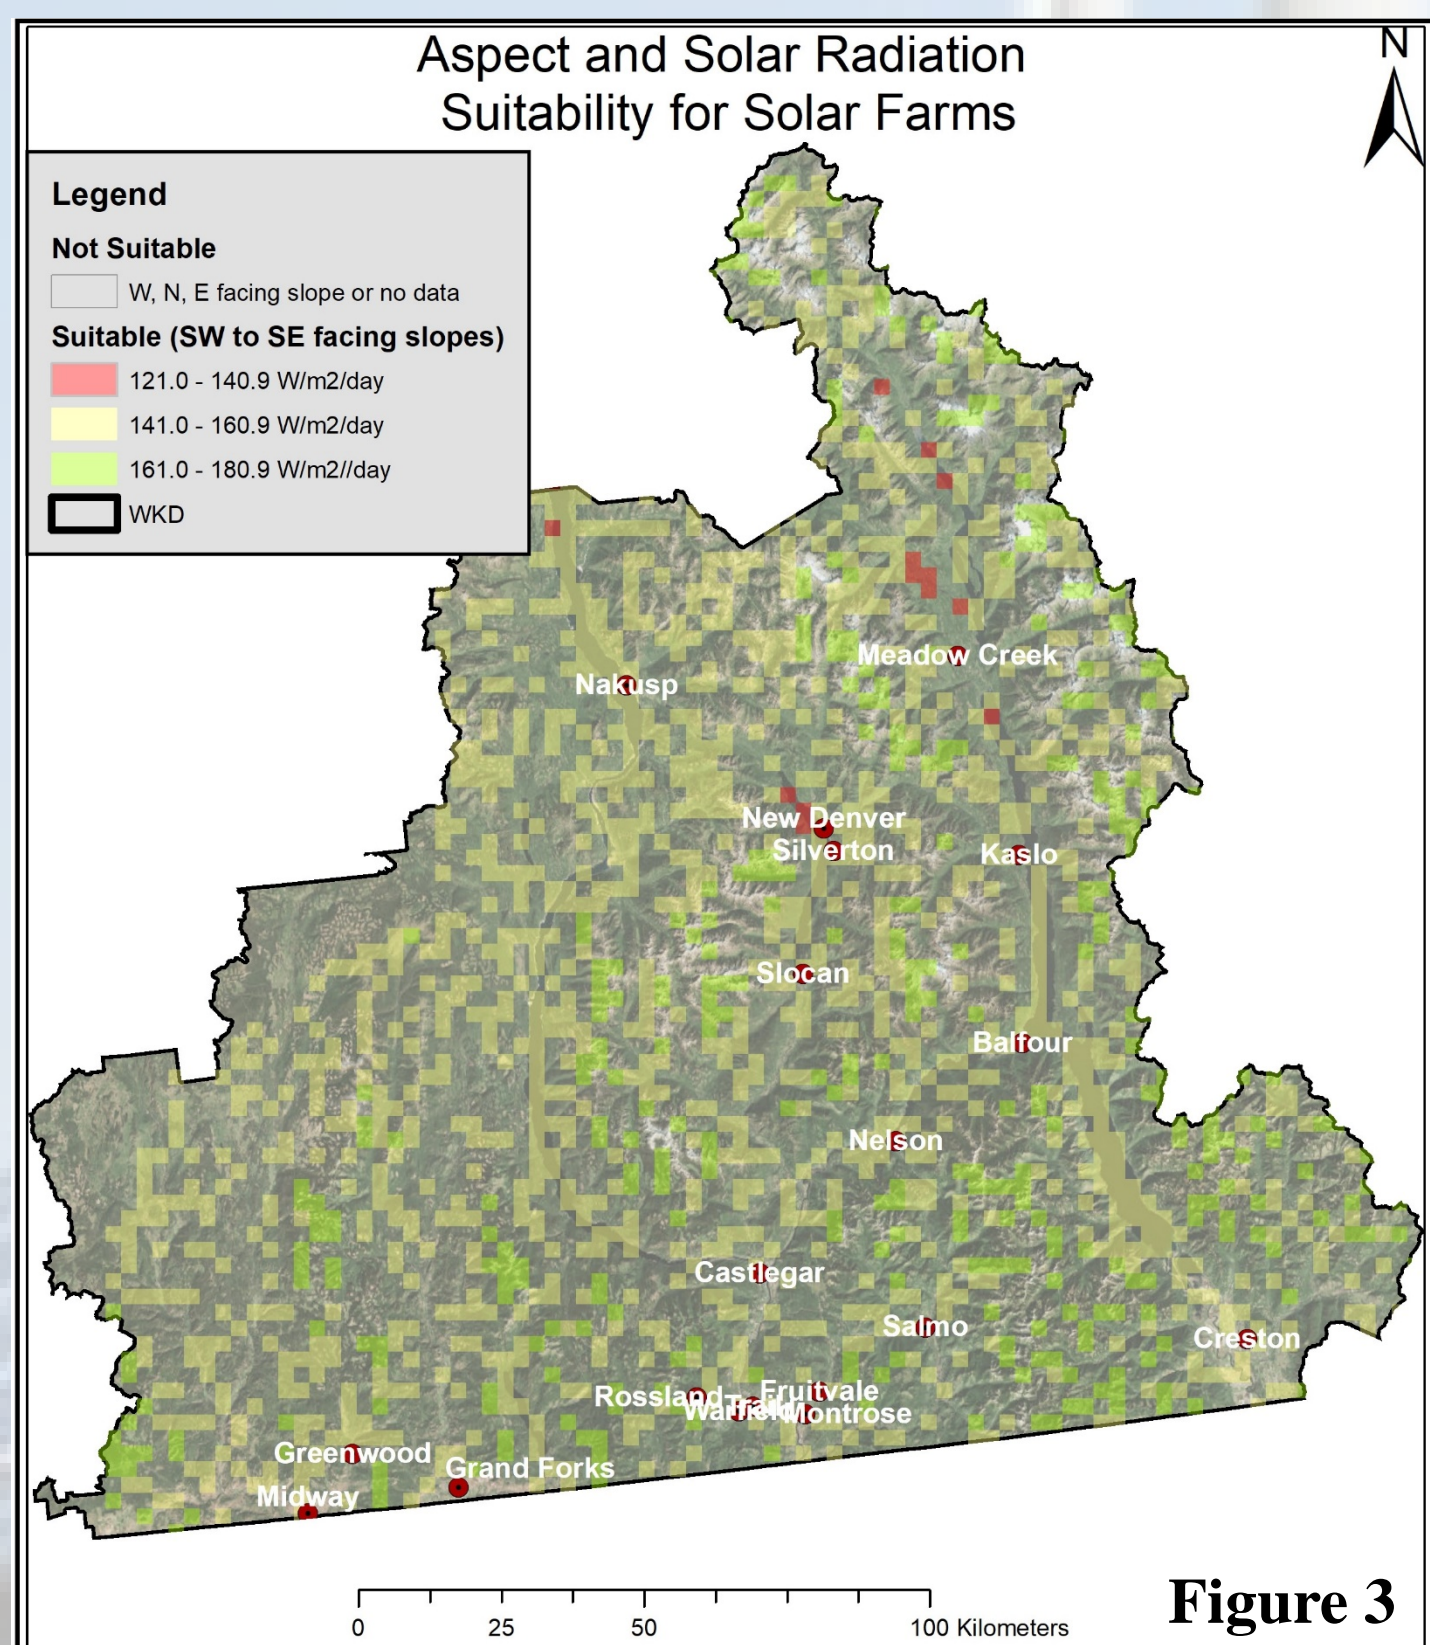 Aspect and Solar Radiation
Suitability for Solar Farms
N
Legend
Not Suitable
W, N, E facing slope or no data
Suitable (SW to SE facing slopes)
121.0 - 140.9 W/m2/day
141.0 - 160.9 W/m2/day
161.0 - 180.9 W/m2//day
WKD
Meadow Creek
Nakusp
New Denver
Silverton
Kaslo
Slocan
Balfour
Nelson
Castlegar
Salmo
Creston
Fruitvale
Rossland
Trail
Warfield
Montrose
Greenwood
Grand Forks
Midway
0 25 50 100 Kilometers
Figure 3